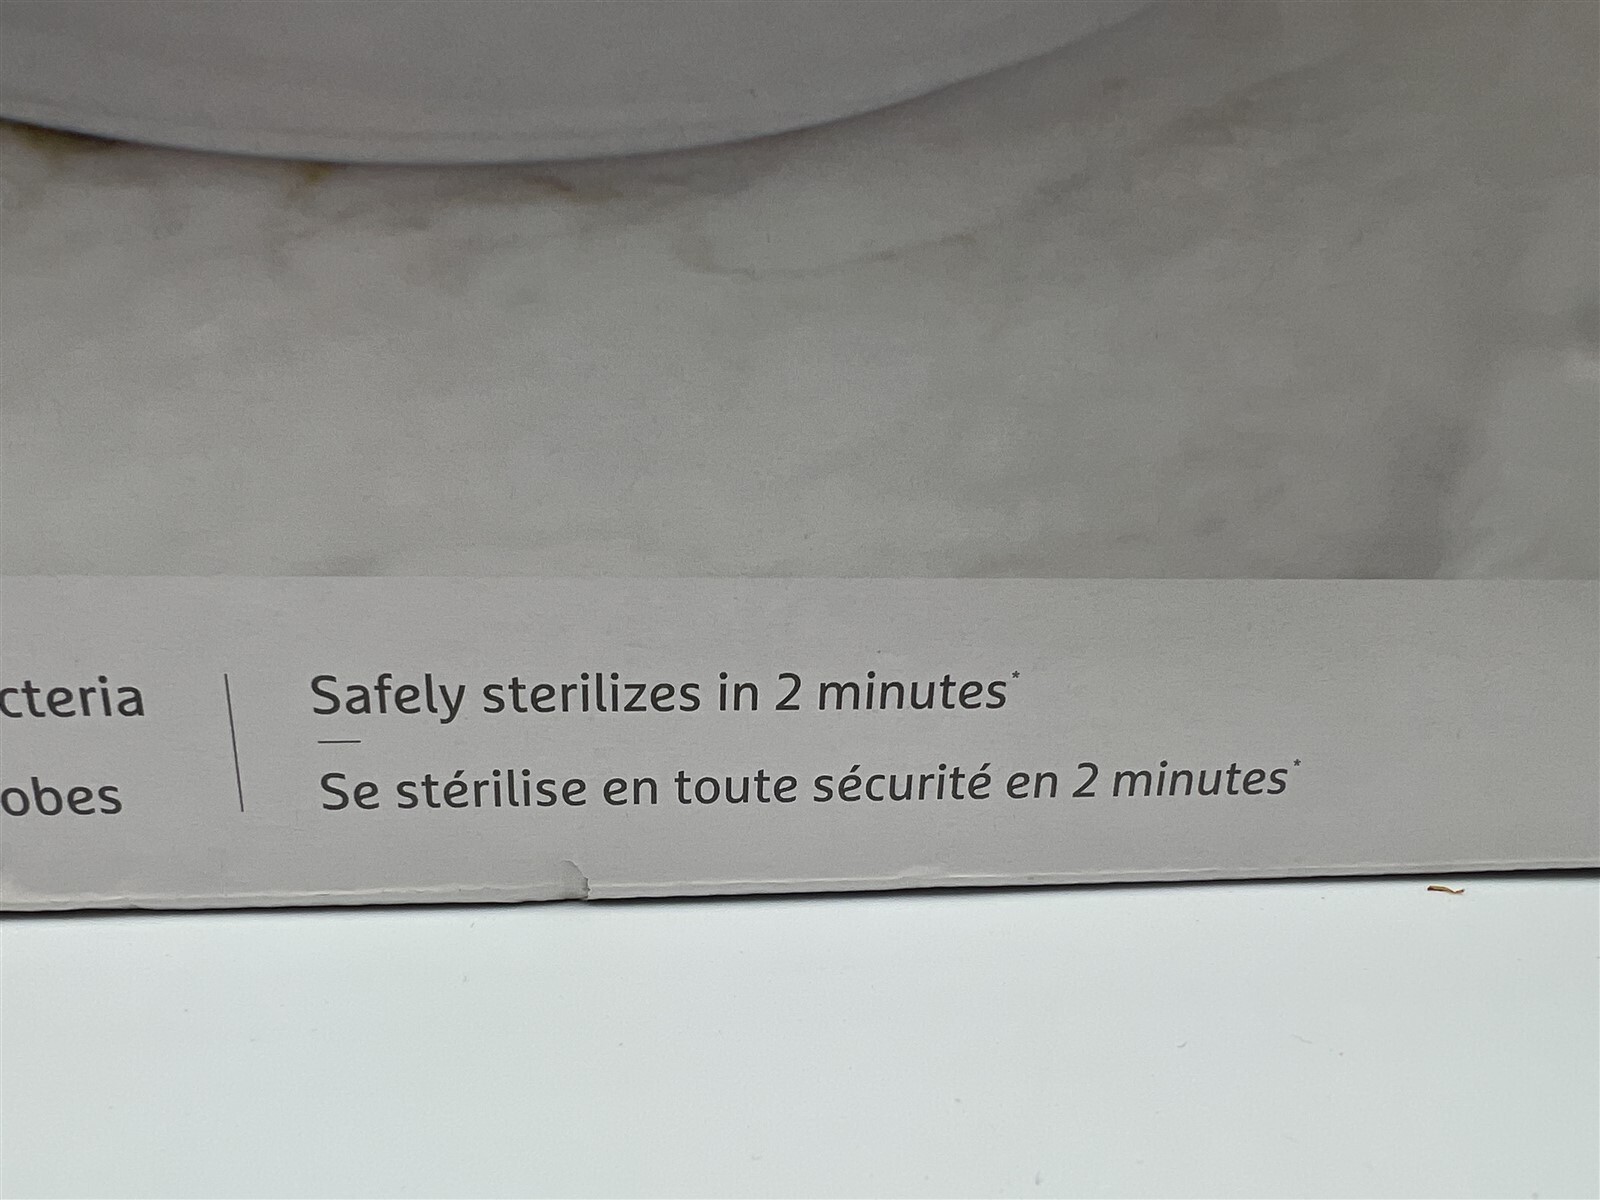 cteria
Safely sterilizes in 2 minutes*
obes
Se stérilise en toute sécurité en 2 minutes*